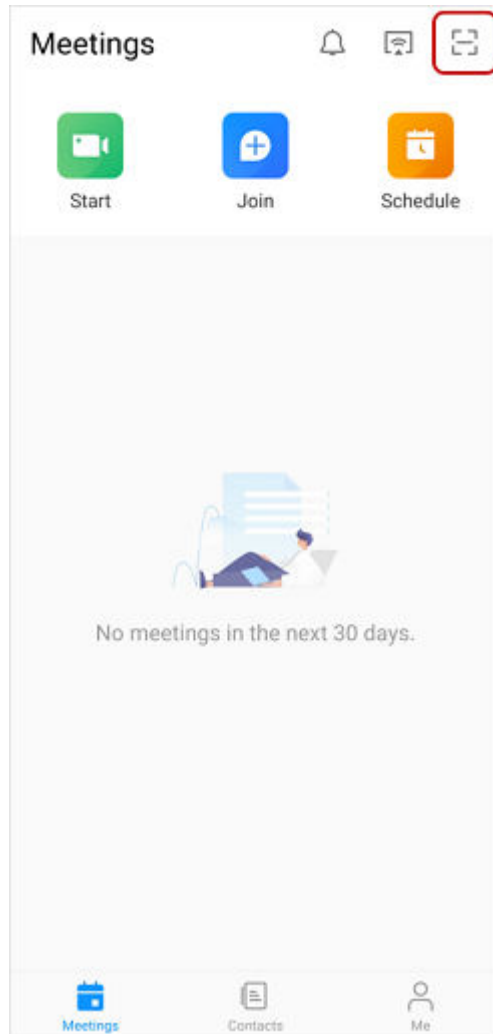 Meetings
Start
Join
Schedule
No meetings in the next 30 days.
Meetings
Contacts
Me